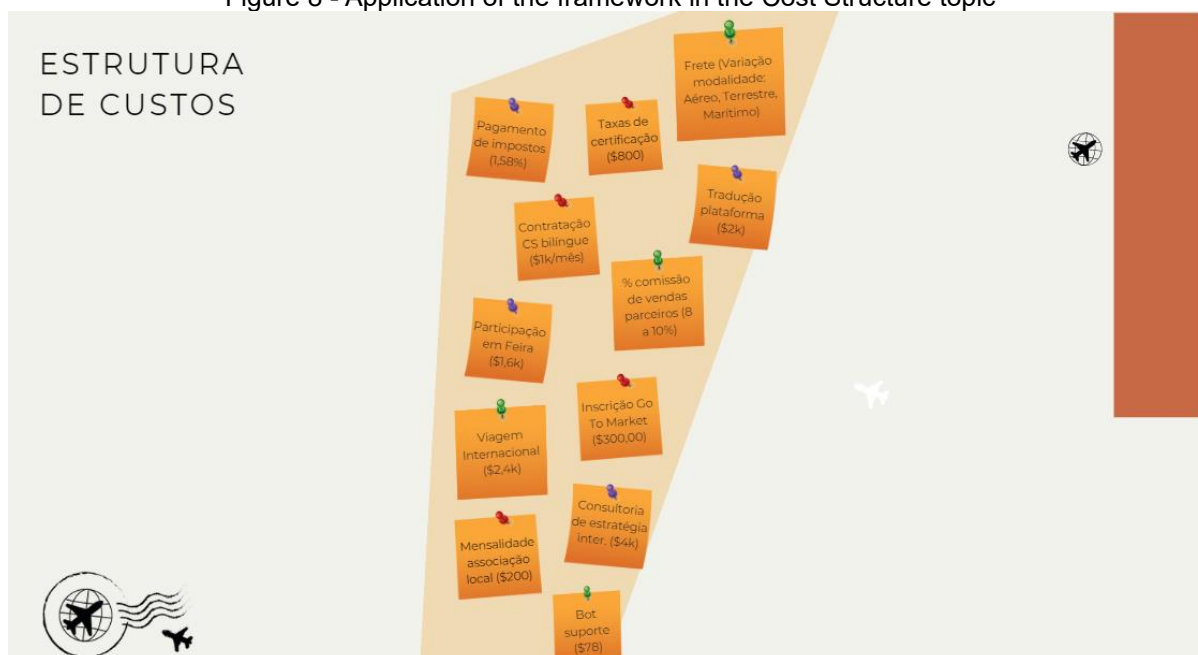 Figure 6 - Application of the framework in the Cost Structure topic
ESTRUTURA
DE CUSTOS
Frete (Variação
modalidade:
Aéreo, Terrestre,
Marítimo)
Pagamento
de impostos
(1,58%)
Taxas de
certificação
($800)
Tradução
plataforma
($2k)
Contratação
CS bilíngue
($1k/mês)
% comissão
de vendas
parceiros (8
a 10%)
Participação
em Feira
($1,6k)
Inscrição Go
To Market
($300,00)
Viagem
Internacional
($2,4k)
Consultoria
de estratégia
inter. ($4k)
Mensalidade
associação
local ($200)
Bot
suporte
($78)